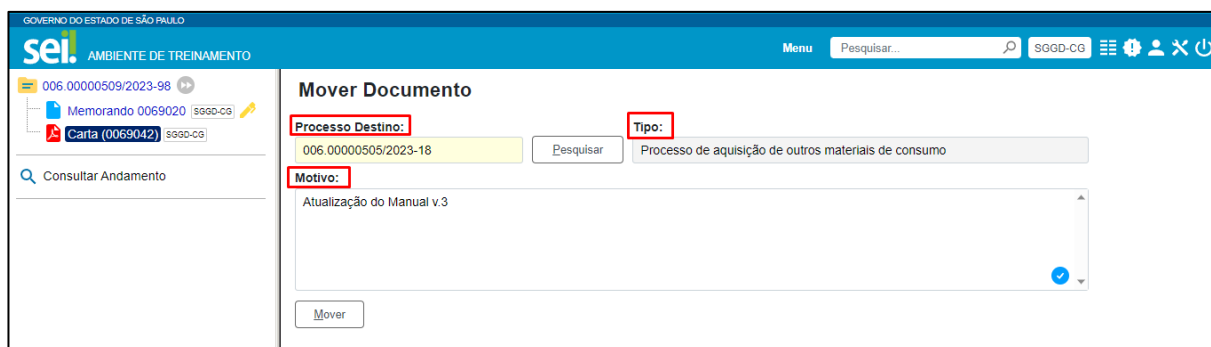 GOVERNO DO ESTADO DE SÃO PAULO
sei! AMBIENTE DE TREINAMENTO
Menu Pesquisar... SGGD-CG
006.00000509/2023-98
Memorando 0069020 SGGD-CG
Carta (0069042) SGGD-CG
Consultar Andamento
Mover Documento
Processo Destino: Tipo:
006.00000505/2023-18 Pesquisar Processo de aquisição de outros materiais de consumo
Motivo:
Atualização do Manual v.3
Mover